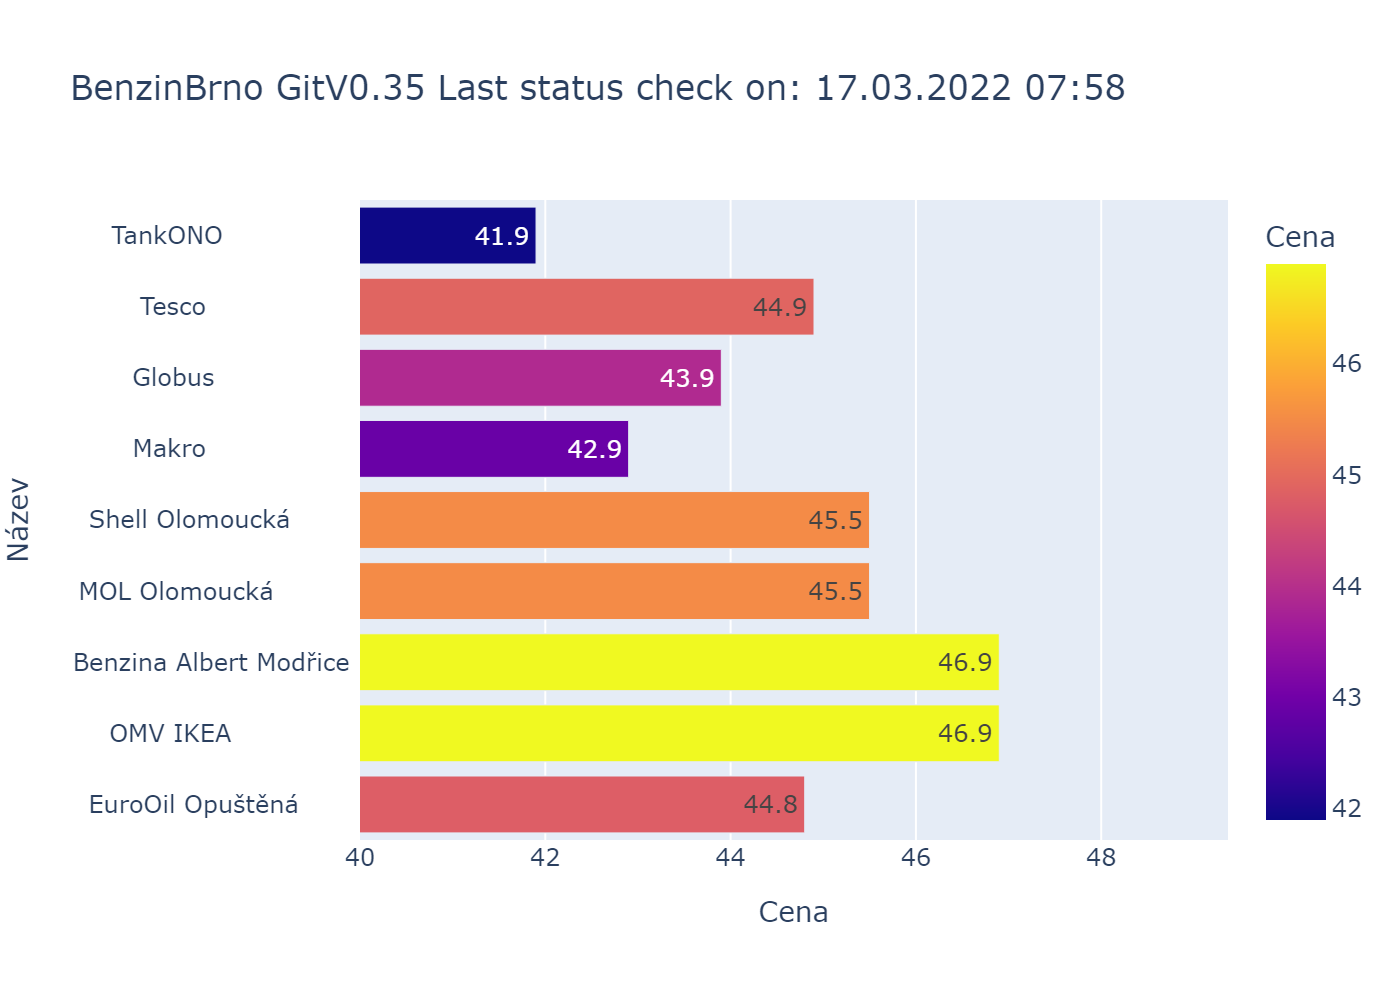 BenzinBrno GitV0.35 Last status check on: 17.03.2022 07:58
Název
TankONO 41.9
Tesco 44.9
Globus 43.9
Makro 42.9
Shell Olomoucká 45.5
MOL Olomoucká 45.5
Benzina Albert Modřice 46.9
OMV IKEA 46.9
EuroOil Opuštěná 44.8
40 42 44 46 48
Cena
Cena
46
45
44
43
42